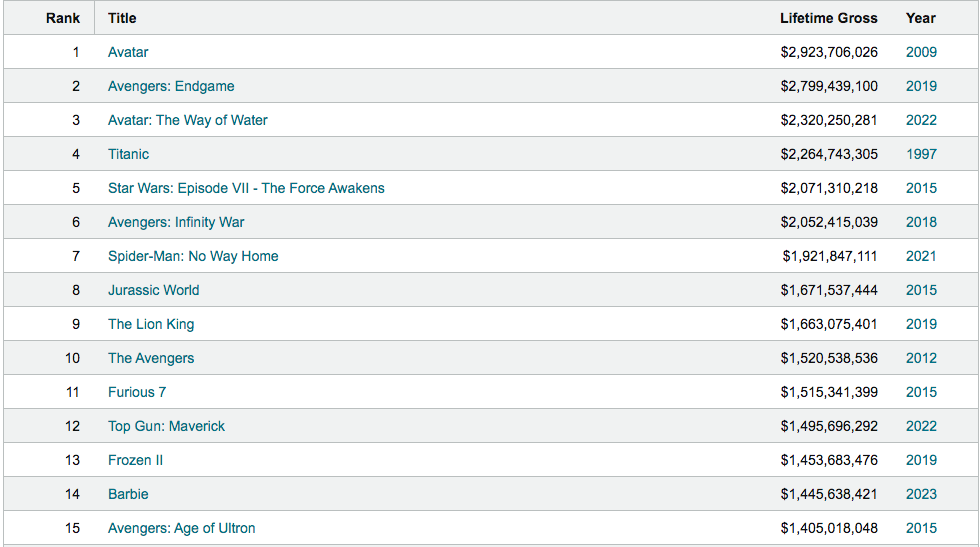 Rank Title Lifetime Gross Year
1 Avatar $2,923,706,026 2009
2 Avengers: Endgame $2,799,439,100 2019
3 Avatar: The Way of Water $2,320,250,281 2022
4 Titanic $2,264,743,305 1997
5 Star Wars: Episode VII - The Force Awakens $2,071,310,218 2015
6 Avengers: Infinity War $2,052,415,039 2018
7 Spider-Man: No Way Home $1,921,847,111 2021
8 Jurassic World $1,671,537,444 2015
9 The Lion King $1,663,075,401 2019
10 The Avengers $1,520,538,536 2012
11 Furious 7 $1,515,341,399 2015
12 Top Gun: Maverick $1,495,696,292 2022
13 Frozen II $1,453,683,476 2019
14 Barbie $1,445,638,421 2023
15 Avengers: Age of Ultron $1,405,018,048 2015